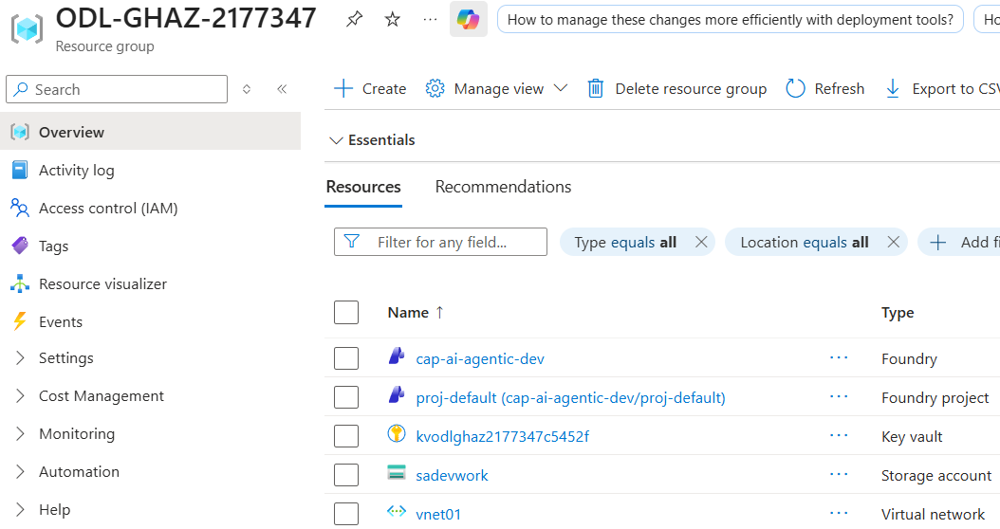 ODL-GHAZ-2177347
Resource group
How to manage these changes more efficiently with deployment tools?
Search
Overview
Activity log
Access control (IAM)
Tags
Resource visualizer
Events
Settings
Cost Management
Monitoring
Automation
Help
Create
Manage view
Delete resource group
Refresh
Export to CSV
Essentials
Resources
Recommendations
Filter for any field...
Type equals all
Location equals all
Name ↑
Type
cap-ai-agentic-dev
Foundry
proj-default (cap-ai-agentic-dev/proj-default)
Foundry project
kvodlghaz2177347c5452f
Key vault
sadevwork
Storage account
vnet01
Virtual network